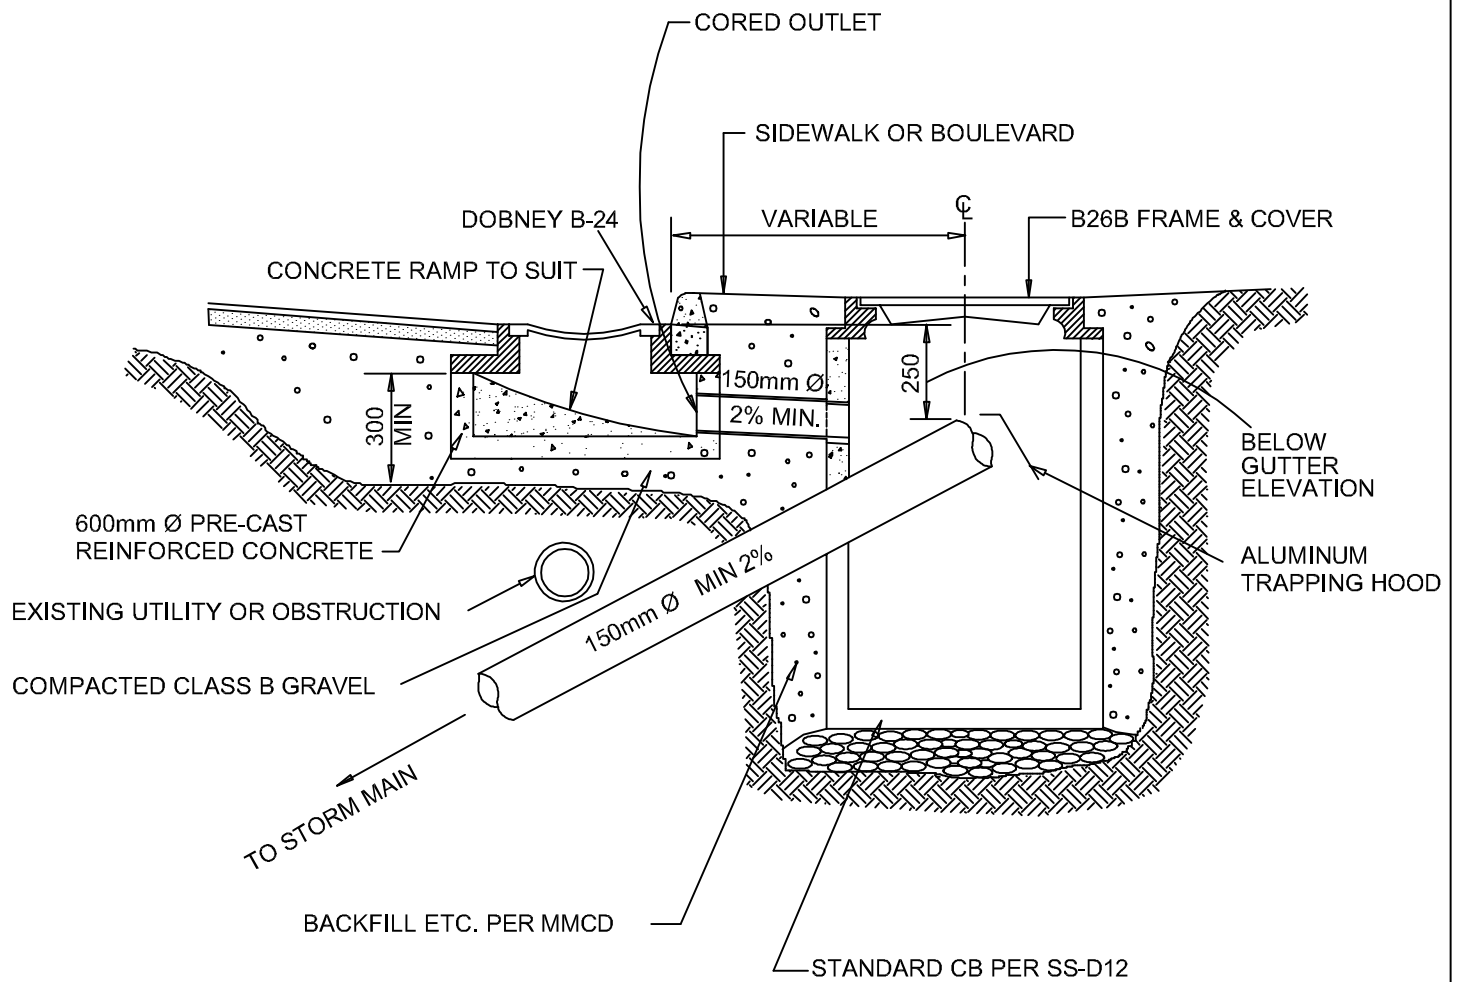 CORED OUTLET
SIDEWALK OR BOULEVARD
DOBNEY B-24
VARIABLE
℄
B26B FRAME & COVER
CONCRETE RAMP TO SUIT
300
MIN
150mm Ø
2% MIN.
250
BELOW
GUTTER
ELEVATION
600mm Ø PRE-CAST
REINFORCED CONCRETE
ALUMINUM
TRAPPING HOOD
EXISTING UTILITY OR OBSTRUCTION
150mm Ø MIN 2%
COMPACTED CLASS B GRAVEL
TO STORM MAIN
BACKFILL ETC. PER MMCD
STANDARD CB PER SS-D12